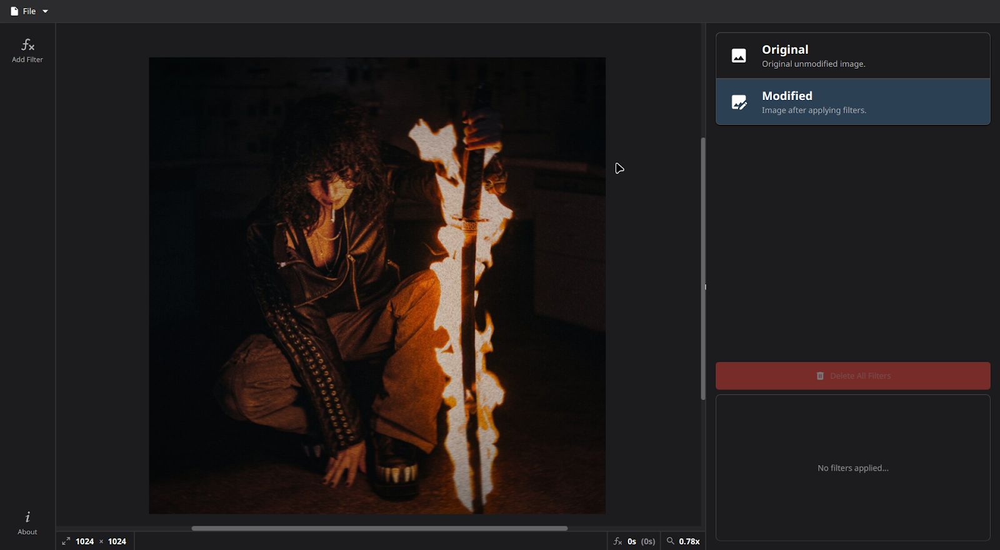 File
Add Filter
Original
Original unmodified image.
Modified
Image after applying filters.
Delete All Filters
No filters applied...
About
1024 × 1024
0s (0s)
0.78x